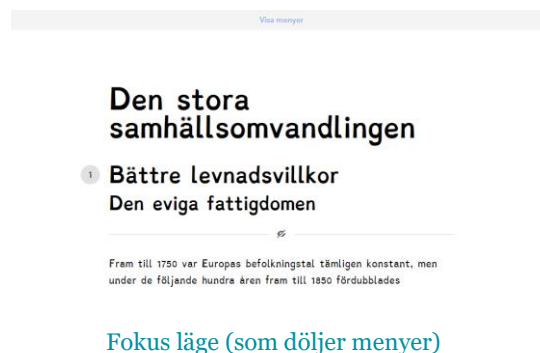 Visa menyer
Den stora
samhällsomvandlingen
1 Bättre levnadsvillkor
Den eviga fattigdomen
Fram till 1750 var Europas befolkningstal tämligen konstant, men
under de följande hundra åren fram till 1850 fördubblades
Fokus läge (som döljer menyer)